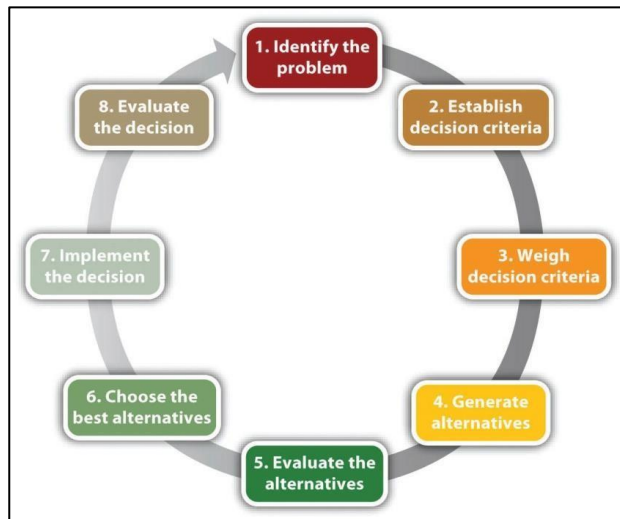 1. Identify the
problem
2. Establish
decision criteria
3. Weigh
decision criteria
4. Generate
alternatives
5. Evaluate the
alternatives
6. Choose the
best alternatives
7. Implement
the decision
8. Evaluate
the decision